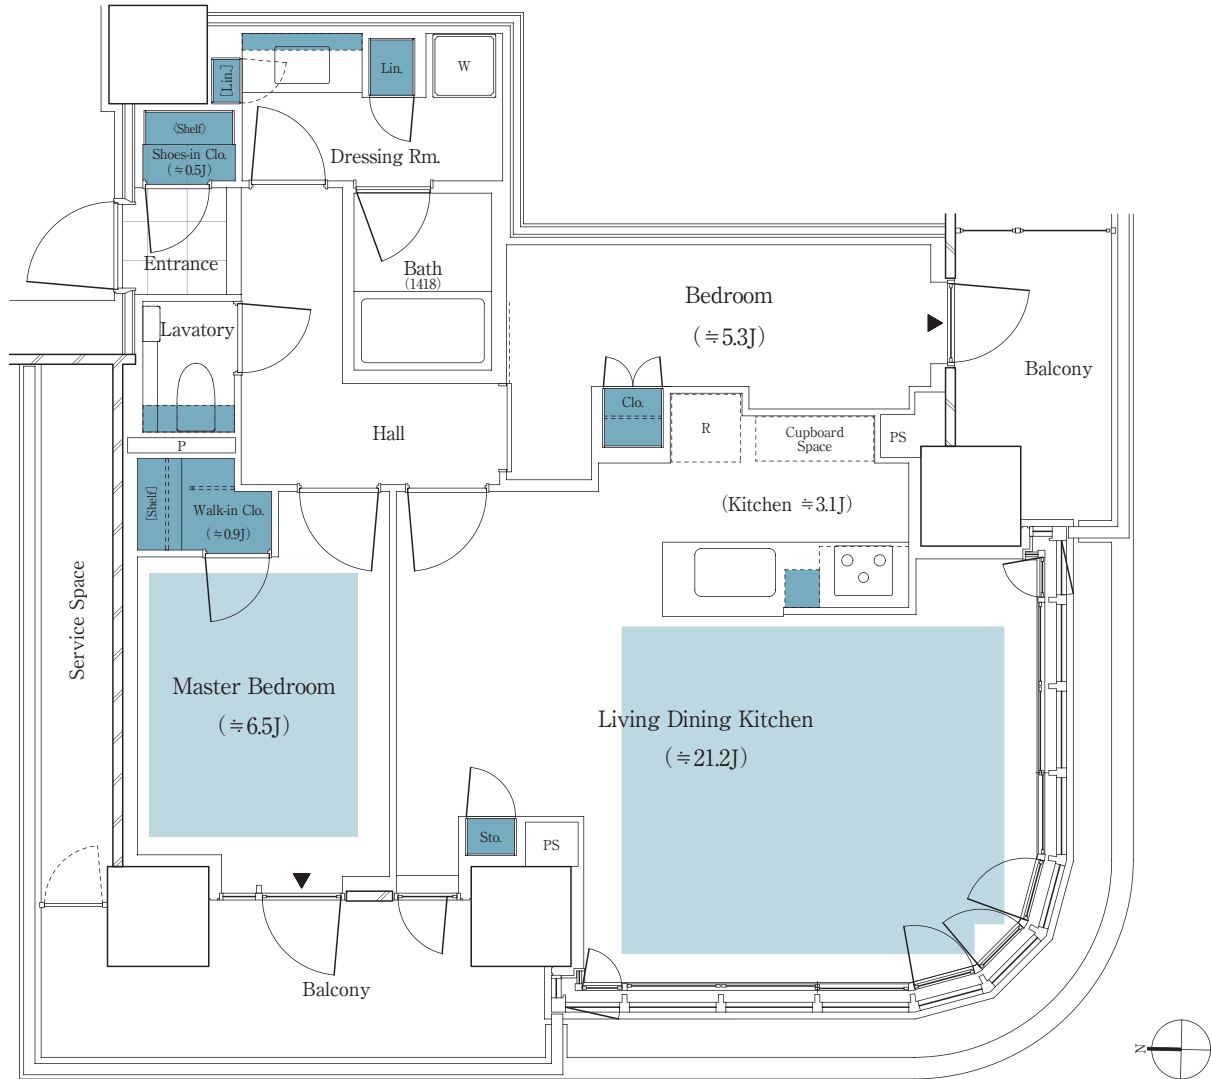 [Lin.]
Lin.
W
〈Shelf〉
Shoes-in Clo.
(≒0.5J)
Dressing Rm.
Entrance
Bath
(1418)
Bedroom
(≒5.3J)
Lavatory
Balcony
Clo.
R
Cupboard
Space
PS
P
Hall
[Shelf]
Walk-in Clo.
(≒0.9J)
(Kitchen ≒3.1J)
Service Space
Master Bedroom
(≒6.5J)
Living Dining Kitchen
(≒21.2J)
Sto.
PS
Balcony
N